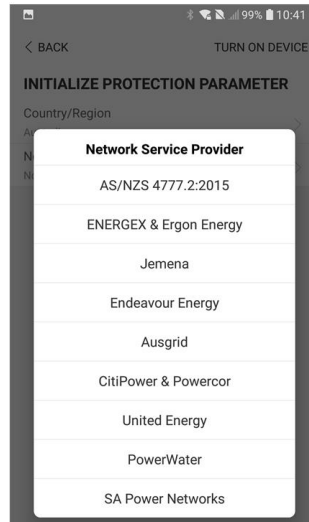 99% 10:41
BACK TURN ON DEVICE
INITIALIZE PROTECTION PARAMETER
Country/Region
Network Service Provider
AS/NZS 4777.2:2015
ENERGEX & Ergon Energy
Jemena
Endeavour Energy
Ausgrid
CitiPower & Powercor
United Energy
PowerWater
SA Power Networks